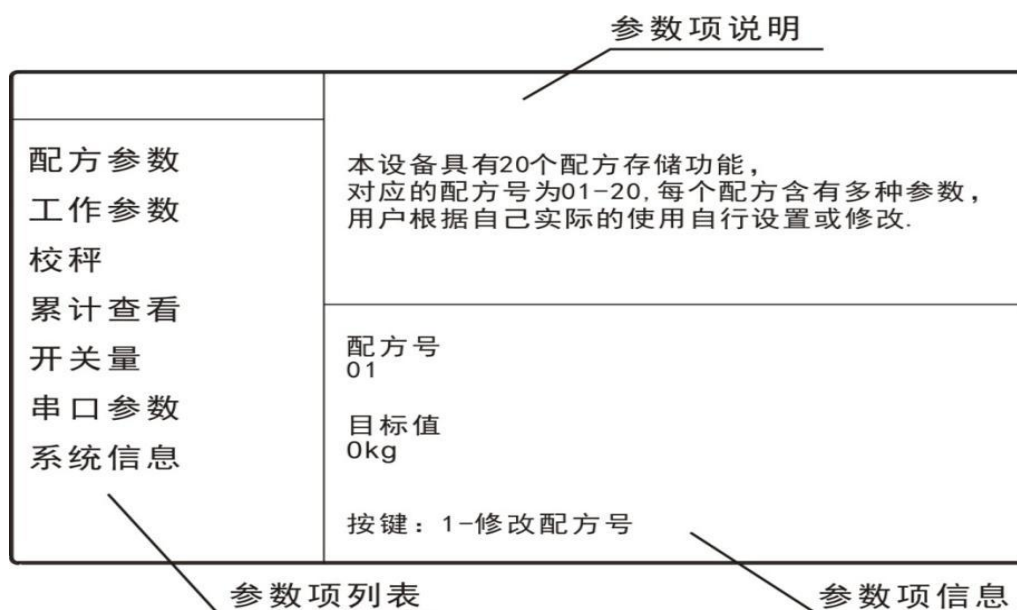 参数项说明
配方参数
工作参数
校秤
累计查看
开关量
串口参数
系统信息
本设备具有20个配方存储功能，
对应的配方号为01-20,每个配方含有多种参数，
用户根据自己实际的使用自行设置或修改.
配方号
01
目标值
0kg
按键：1-修改配方号
参数项列表
参数项信息